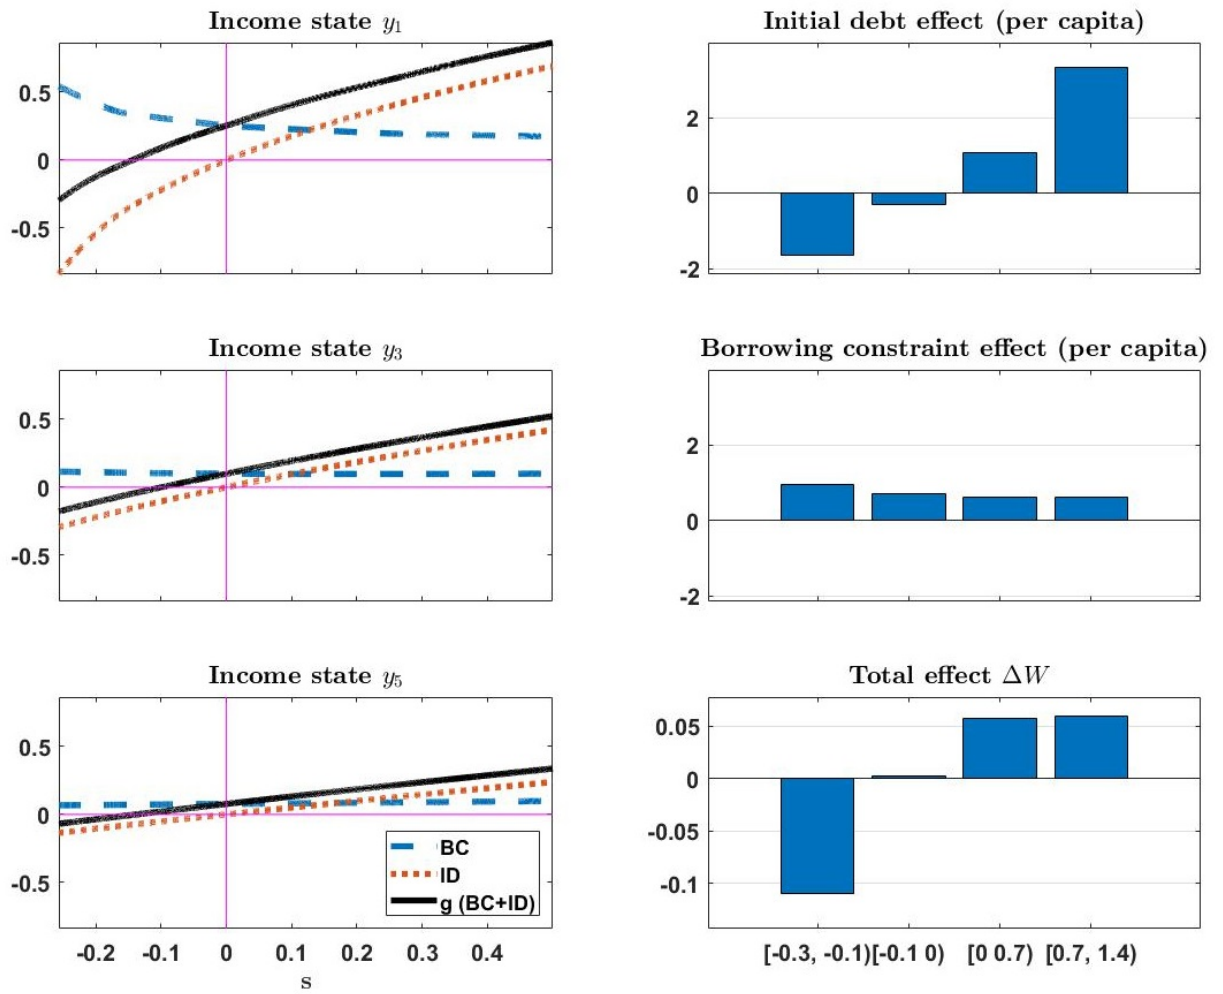 Income state y₁
0.5
0
-0.5
Initial debt effect (per capita)
2
0
-2
Income state y₃
0.5
0
-0.5
Borrowing constraint effect (per capita)
2
0
-2
Income state y₅
0.5
0
-0.5
BC
ID
g (BC+ID)
-0.2 -0.1 0 0.1 0.2 0.3 0.4
s
Total effect ΔW
0.05
0
-0.05
-0.1
[-0.3, -0.1) [-0.1 0) [0 0.7) [0.7, 1.4)